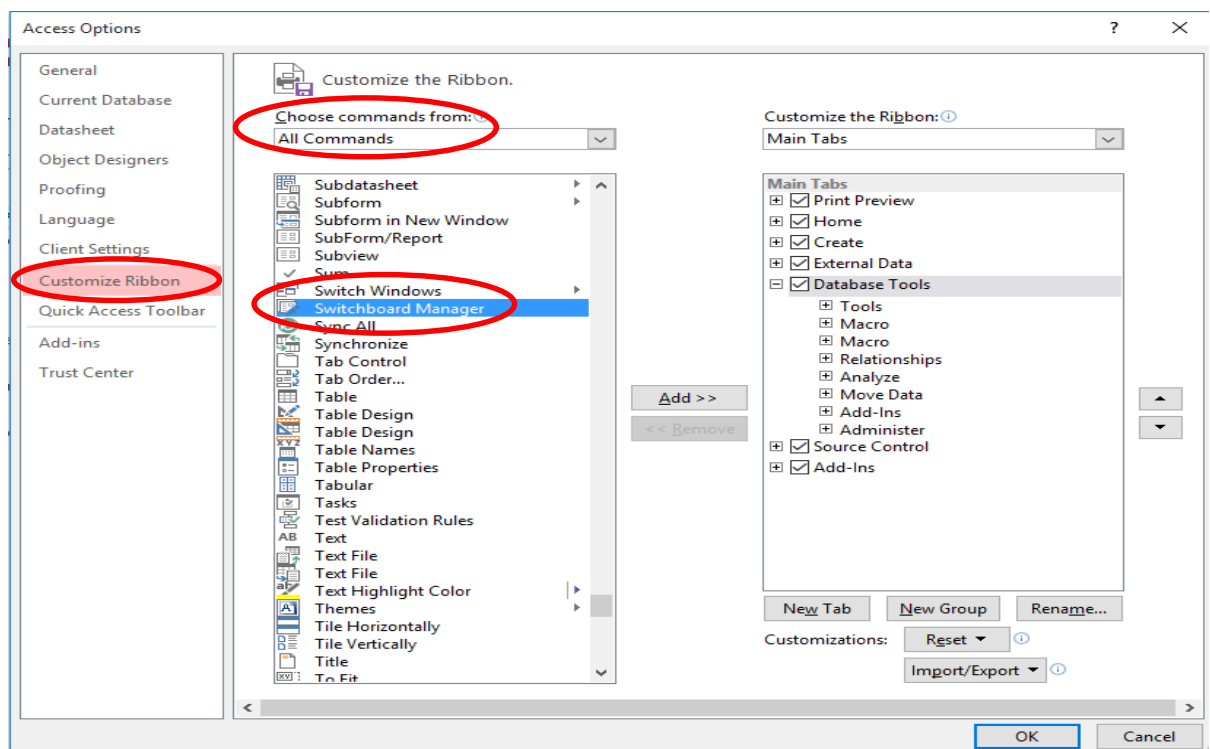 Access Options
?
General
Current Database
Datasheet
Object Designers
Proofing
Language
Client Settings
Customize Ribbon
Quick Access Toolbar
Add-ins
Trust Center
Customize the Ribbon.
Choose commands from:
All Commands
Subdatasheet
Subform
Subform in New Window
SubForm/Report
Subview
Sum
Switch Windows
Switchboard Manager
Sync All
Synchronize
Tab Control
Tab Order...
Table
Table Design
Table Design
Table Names
Table Properties
Tabular
Tasks
Test Validation Rules
AB Text
Text File
Text File
Text Highlight Color
Themes
Tile Horizontally
Tile Vertically
Title
To Fit
Add >>
<< Remove
Customize the Ribbon:
Main Tabs
Main Tabs
Print Preview
Home
Create
External Data
Database Tools
Tools
Macro
Macro
Relationships
Analyze
Move Data
Add-Ins
Administer
Source Control
Add-Ins
New Tab
New Group
Rename...
Customizations:
Reset
Import/Export
OK
Cancel